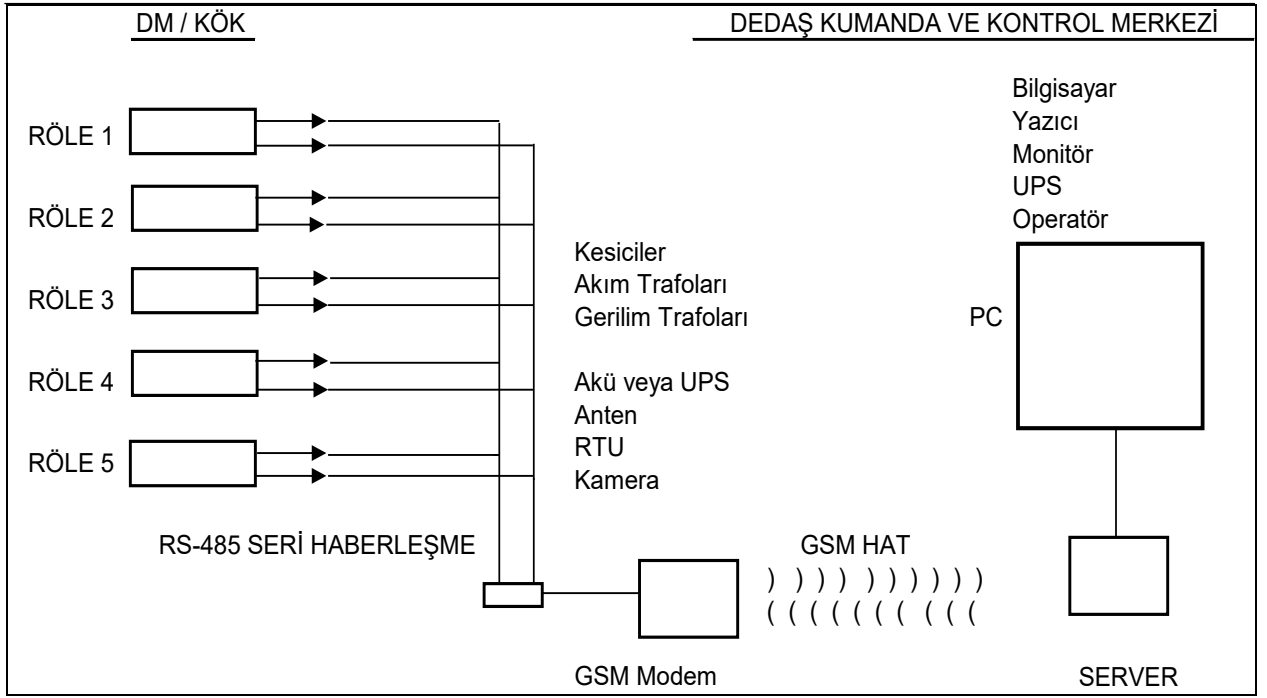 DM / KÖK
DEDAŞ KUMANDA VE KONTROL MERKEZİ
Bilgisayar
Yazıcı
Monitör
UPS
Operatör
RÖLE 1
RÖLE 2
RÖLE 3
RÖLE 4
RÖLE 5
Kesiciler
Akım Trafoları
Gerilim Trafoları
Akü veya UPS
Anten
RTU
Kamera
PC
RS-485 SERİ HABERLEŞME
GSM HAT
) ) ) ) ) ) ) ) ) )
( ( ( ( ( ( ( ( ( (
GSM Modem
SERVER